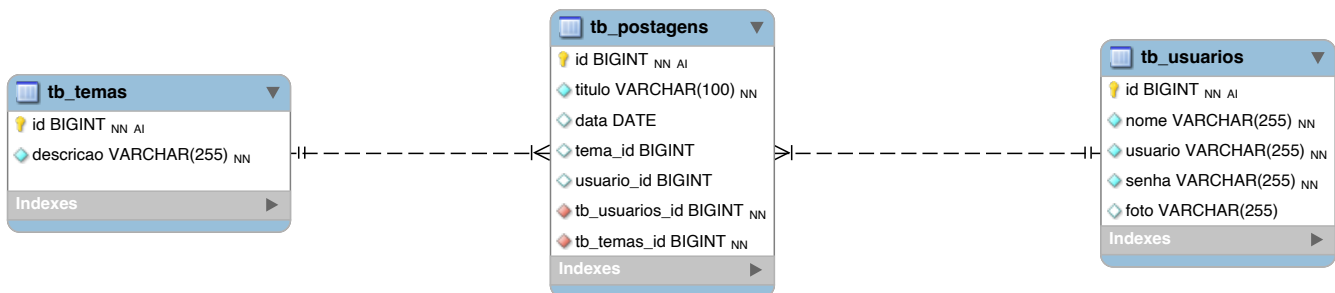 tb_temas
id BIGINT NN AI
descricao VARCHAR(255) NN
Indexes
tb_postagens
id BIGINT NN AI
titulo VARCHAR(100) NN
data DATE
tema_id BIGINT
usuario_id BIGINT
tb_usuarios_id BIGINT NN
tb_temas_id BIGINT NN
Indexes
tb_usuarios
id BIGINT NN AI
nome VARCHAR(255) NN
usuario VARCHAR(255) NN
senha VARCHAR(255) NN
foto VARCHAR(255)
Indexes